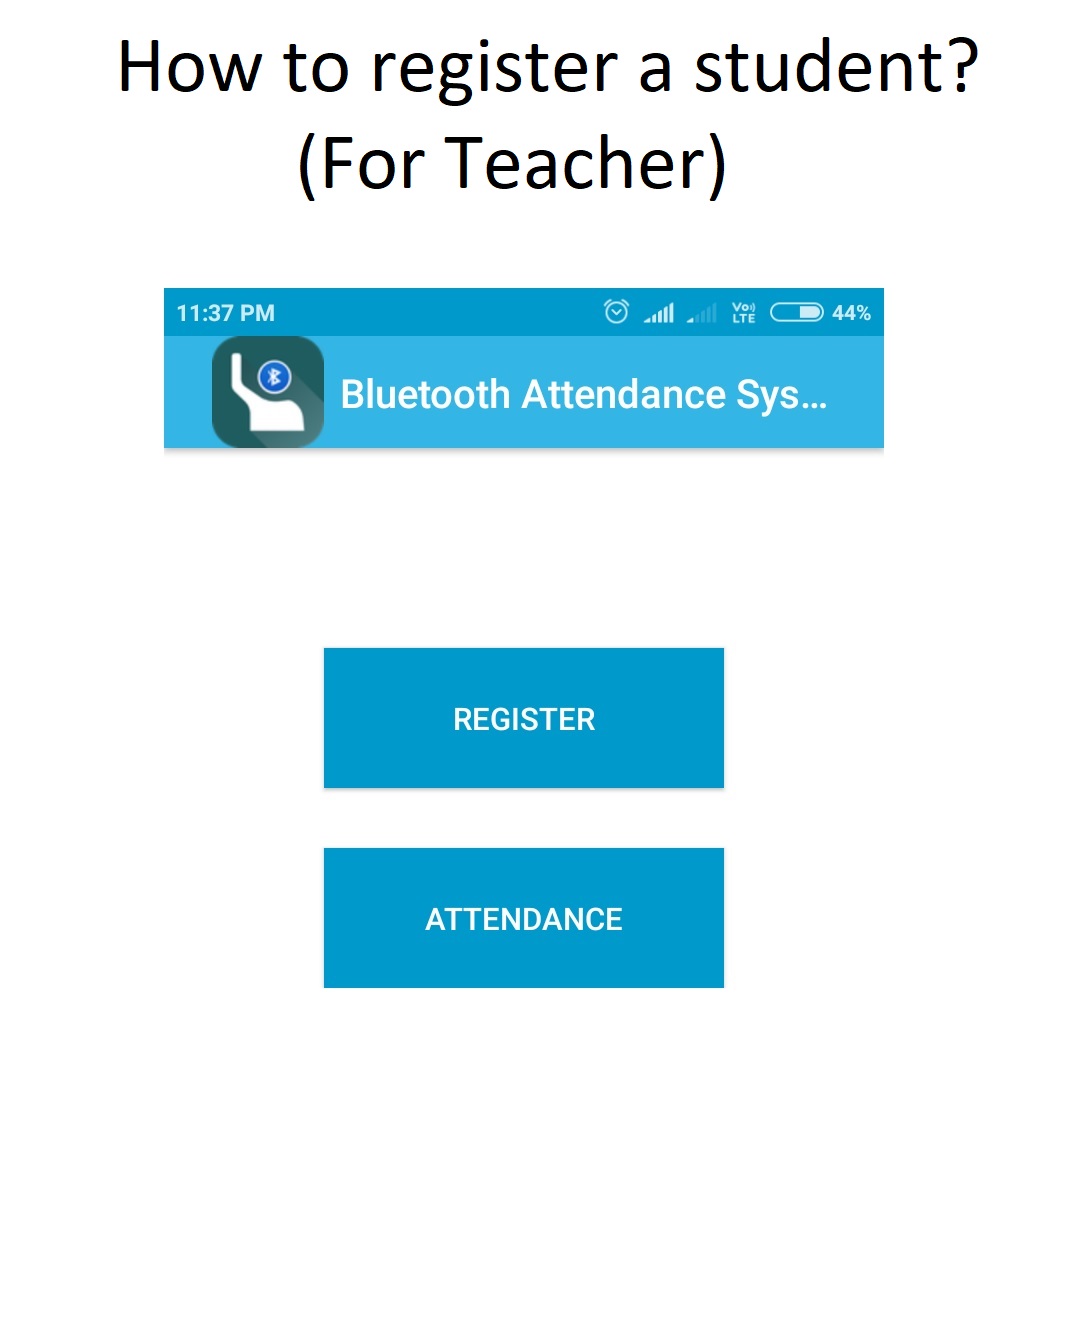 How to register a student?
(For Teacher)
11:37 PM Vo)) LTE 44%
Bluetooth Attendance Sys...
REGISTER
ATTENDANCE